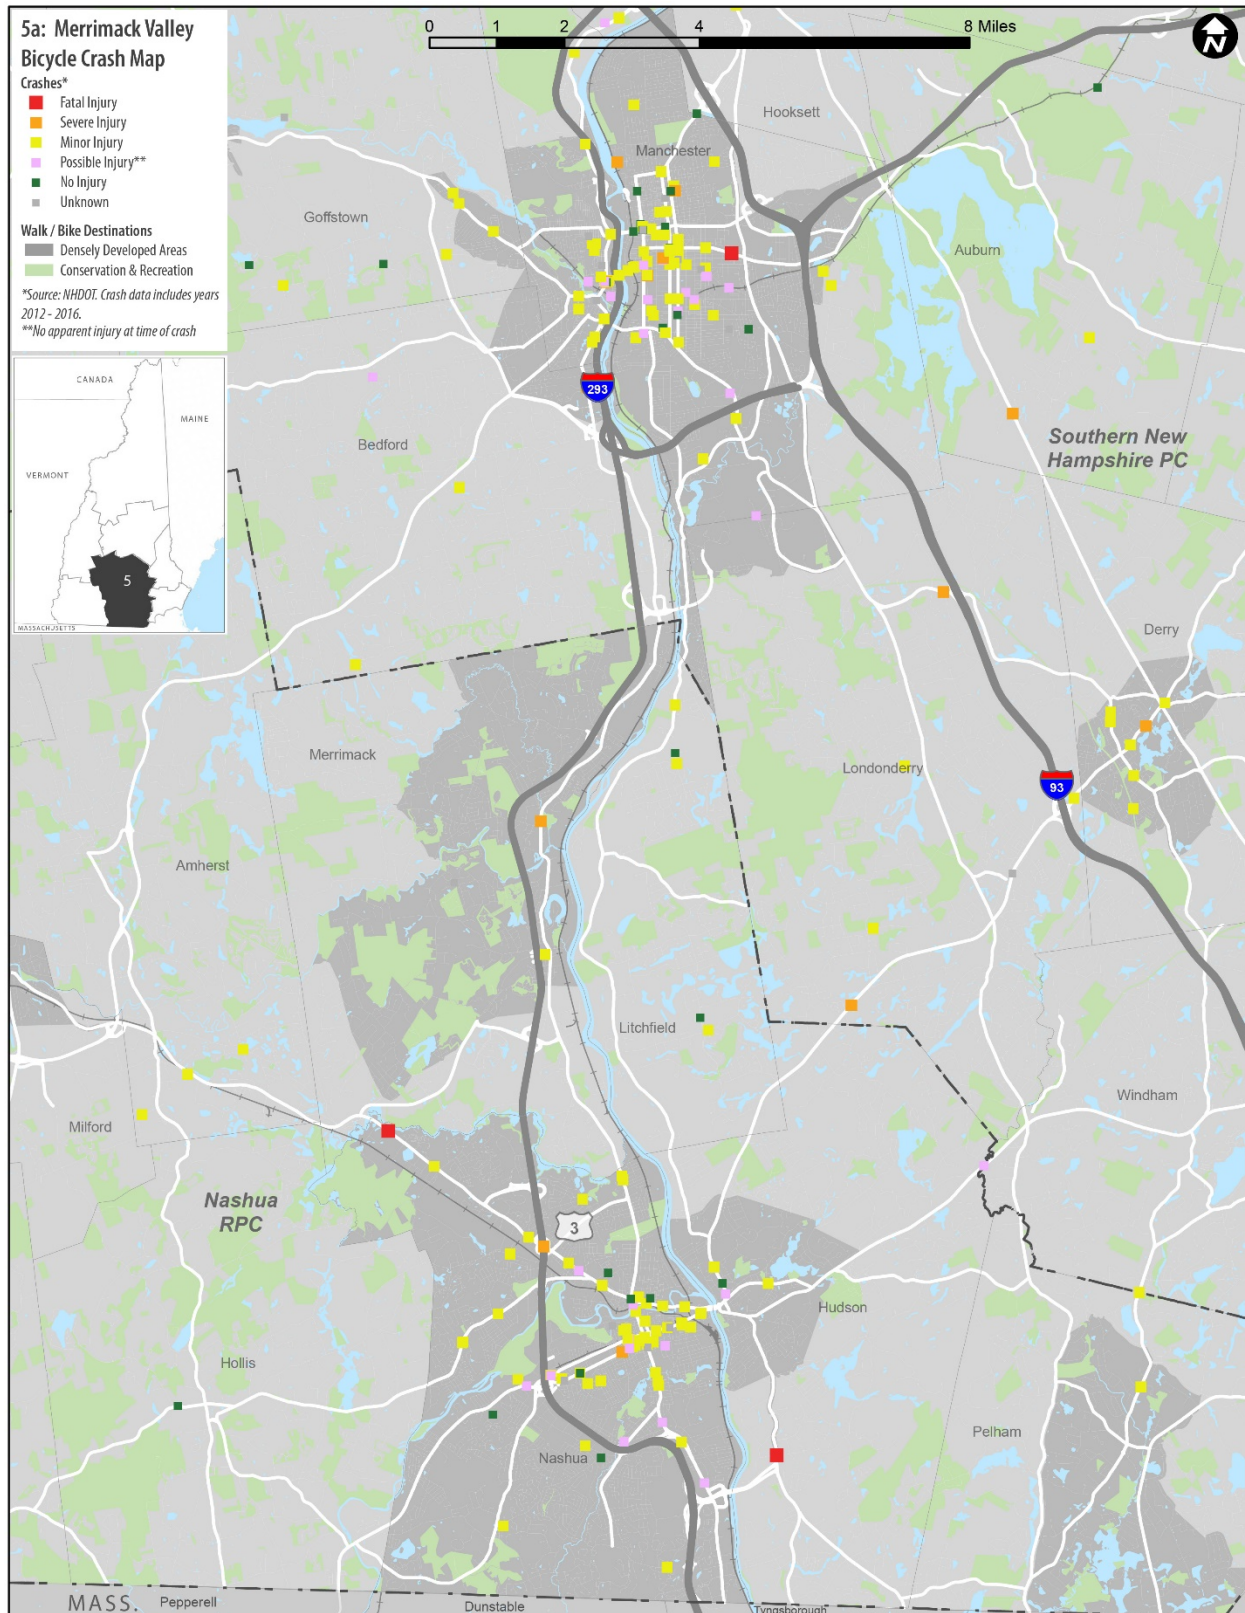 5a: Merrimack Valley
Bicycle Crash Map
Crashes*
Fatal Injury
Severe Injury
Minor Injury
Possible Injury**
No Injury
Unknown
Walk / Bike Destinations
Densely Developed Areas
Conservation & Recreation
*Source: NHDOT. Crash data includes years
2012 - 2016.
**No apparent injury at time of crash
0 1 2 4 8 Miles
N
CANADA
MAINE
VERMONT
5
MASSACHUSETTS
Hooksett
Manchester
Goffstown
Auburn
293
Bedford
Southern New
Hampshire PC
Derry
Merrimack
Londonderry
93
Amherst
Litchfield
Windham
Milford
Nashua
RPC
3
Hudson
Hollis
Pelham
Nashua
MASS.
Pepperell
Dunstable
Tyngsborough